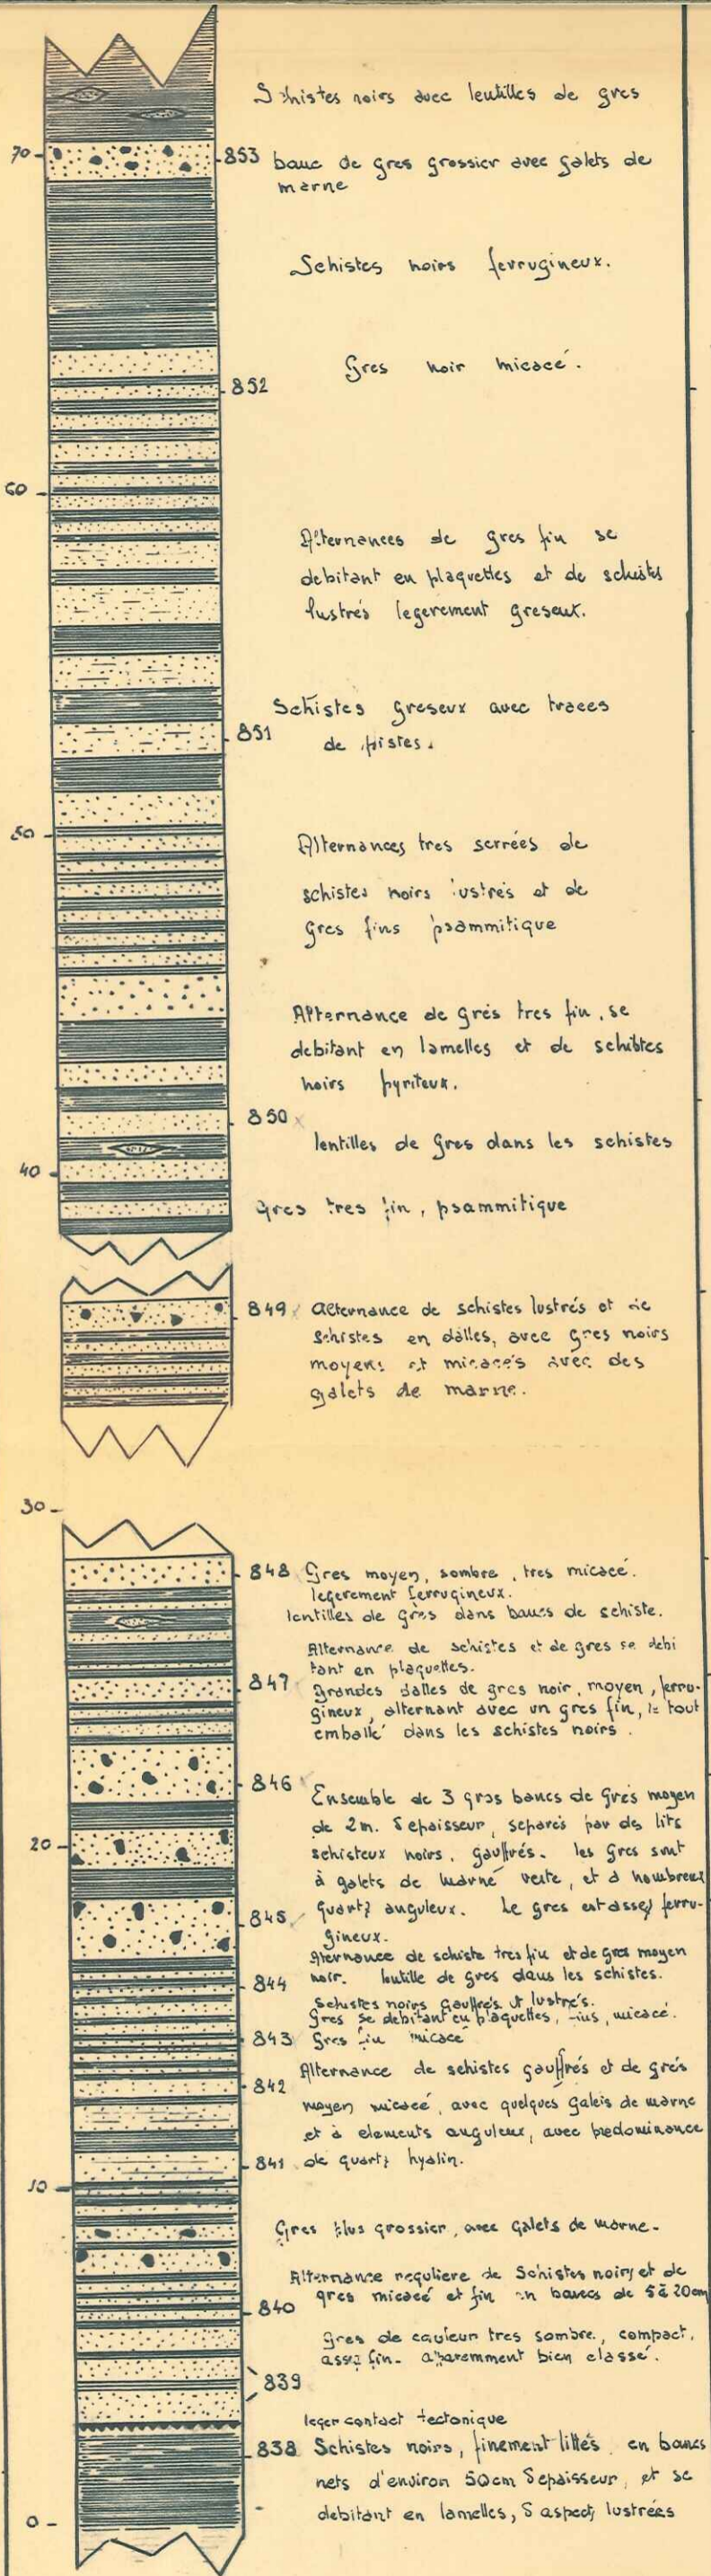 Schistes noirs avec lentilles de gres
70
853 banc de gres grossier avec galets de
marne
Schistes noirs ferrugineux.
Gres noir micacé.
852
60
Alternances de gres fin se
debitant en plaquettes et de schistes
lustrés legerement greseux.
Schistes greseux avec traces
851
de pistes.
50
Alternances tres serrées de
schistes noirs lustrés et de
gres fins psammitique
Alternance de grés tres fin, se
debitant en lamelles et de schistes
noirs pyriteux.
850
lentilles de gres dans les schistes
40
Gres tres fin, psammitique
849 Alternance de schistes lustrés et de
schistes en dalles, avec gres noirs
moyens et micacés avec des
galets de marne.
30
848 Gres moyen, sombre, tres micacé.
legerement ferrugineux.
lentilles de grès dans bancs de schiste.
Alternance de schistes et de gres se debi
tant en plaquettes.
847 grandes dalles de gres noir, moyen, ferru-
gineux, alternant avec un gres fin, le tout
emballé dans les schistes noirs.
846 Ensemble de 3 gros bancs de grés moyen
de 2m. d'epaisseur, separés par des lits
20
schisteux noirs, gauffrés. les gres sont
à galets de marne verte, et à nombreux
845 quartz anguleux. Le gres est assez ferru-
gineux.
Alternance de schiste tres fin et de gres moyen
844 noir. lentille de gres dans les schistes.
Schistes noirs gauffrés et lustrés.
Gres se debitant en plaquettes, fins, micacé.
843 Gres fin micacé
842 Alternance de schistes gauffrés et de grés
moyen micacé, avec quelques galets de marne
et à elements anguleux, avec predominance
841 de quartz hyalin.
10
Gres plus grossier, avec galets de marne.
Alternance reguliere de Schistes noirs et de
840 gres micacé et fin en bancs de 5 à 20cm
Gres de couleur tres sombre, compact,
assez fin. apparemment bien classé.
839
leger contact tectonique
838 Schistes noirs, finement lités en bancs
nets d'environ 50cm d'epaisseur, et se
0
debitant en lamelles, d'aspect lustrées